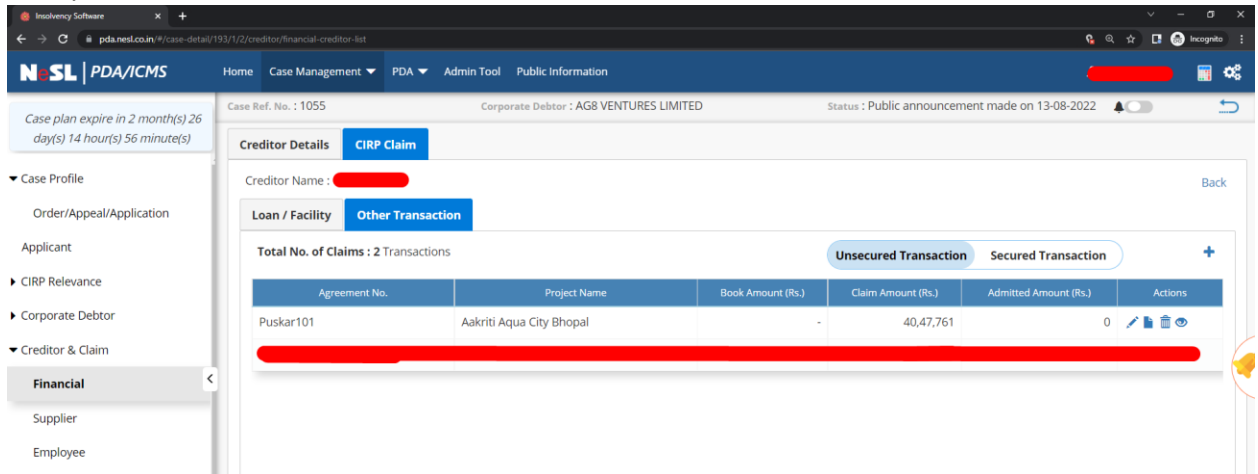 Insolvency Software
pda.nesl.co.in/#/case-detail/193/1/2/creditor/financial-creditor-list
Incognito
NeSL | PDA/ICMS
Home Case Management PDA Admin Tool Public Information
Case plan expire in 2 month(s) 26
day(s) 14 hour(s) 56 minute(s)
Case Ref. No. : 1055 Corporate Debtor : AG8 VENTURES LIMITED Status : Public announcement made on 13-08-2022
Creditor Details CIRP Claim
Case Profile
Creditor Name :
Back
Order/Appeal/Application
Loan / Facility Other Transaction
Applicant
Total No. of Claims : 2 Transactions
Unsecured Transaction Secured Transaction
CIRP Relevance
Agreement No. Project Name Book Amount (Rs.) Claim Amount (Rs.) Admitted Amount (Rs.) Actions
Corporate Debtor
Puskar101 Aakriti Aqua City Bhopal - 40,47,761 0
Creditor & Claim
Financial
Supplier
Employee